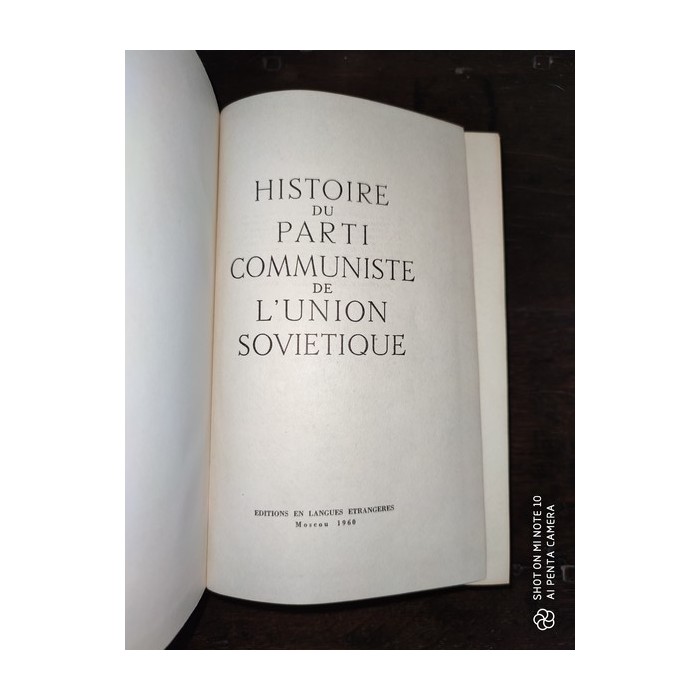 HISTOIRE
DU
PARTI
COMMUNISTE
DE
L'UNION
SOVIETIQUE
EDITIONS EN LANGUES ETRANGERES
Moscou 1960
SHOT ON MI NOTE 10
AI PENTA CAMERA